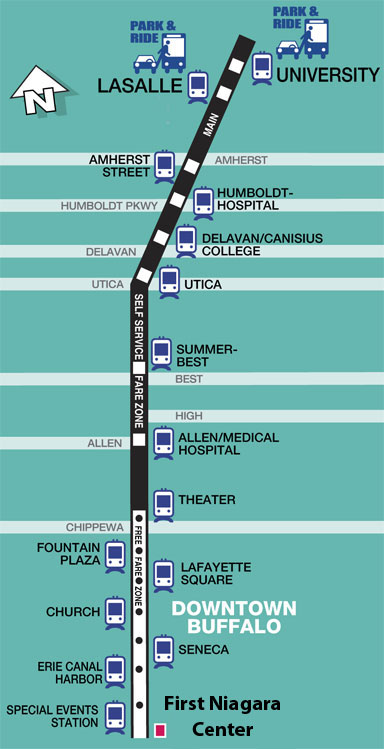 PARK &
RIDE
PARK &
RIDE
UNIVERSITY
LASALLE
N
MAIN
AMHERST
STREET
AMHERST
HUMBOLDT PKWY
HUMBOLDT-
HOSPITAL
DELAVAN
DELAVAN/CANISIUS
COLLEGE
UTICA
UTICA
SELF SERVICE
FARE ZONE
SUMMER-
BEST
BEST
HIGH
ALLEN
ALLEN/MEDICAL
HOSPITAL
THEATER
CHIPPEWA
FREE
FARE
ZONE
FOUNTAIN
PLAZA
LAFAYETTE
SQUARE
CHURCH
DOWNTOWN
BUFFALO
SENECA
ERIE CANAL
HARBOR
SPECIAL EVENTS
STATION
First Niagara
Center